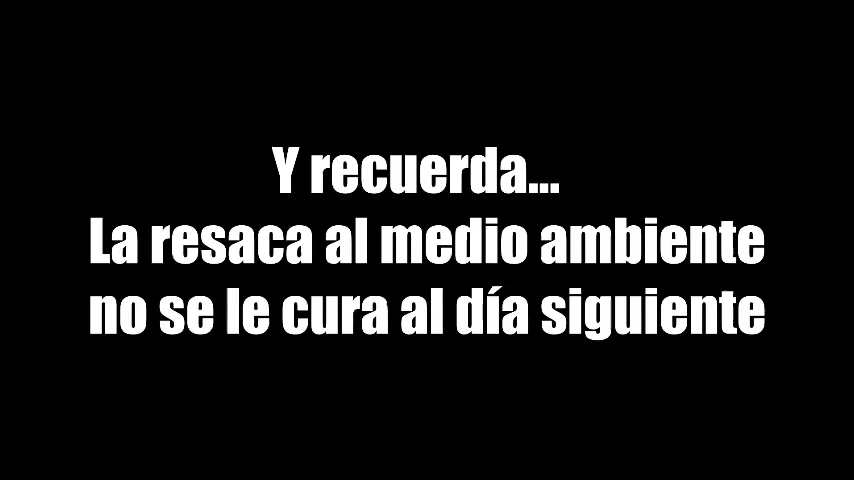 Y recuerda...
La resaca al medio ambiente
no se le cura al día siguiente